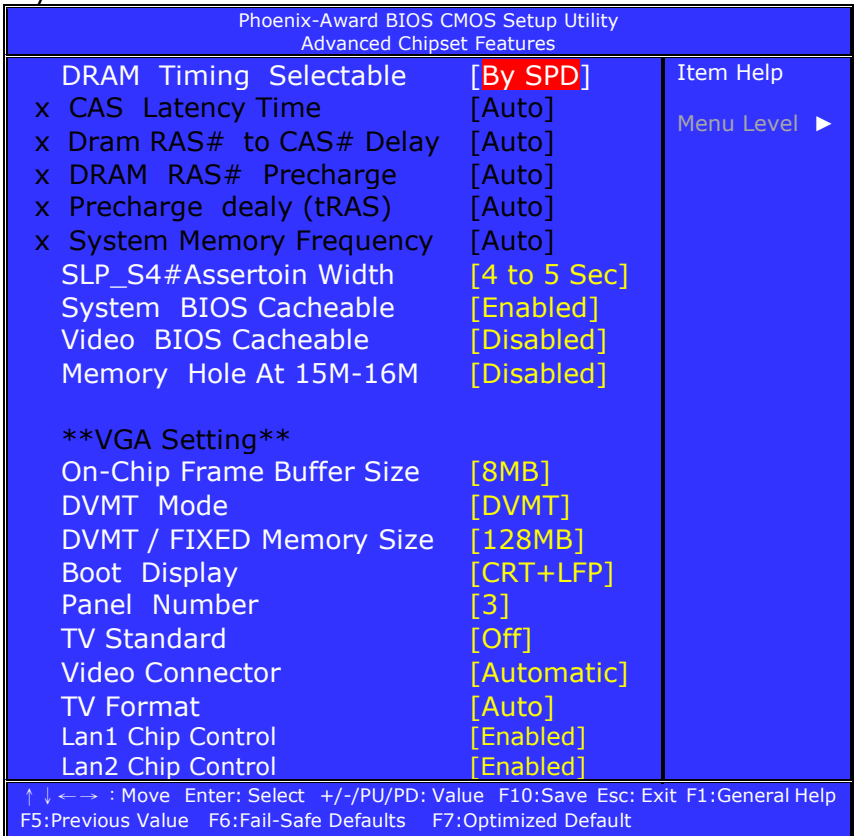 Phoenix-Award BIOS CMOS Setup Utility
Advanced Chipset Features
DRAM Timing Selectable [By SPD]
x CAS Latency Time [Auto]
x Dram RAS# to CAS# Delay [Auto]
x DRAM RAS# Precharge [Auto]
x Precharge dealy (tRAS) [Auto]
x System Memory Frequency [Auto]
SLP_S4#Assertoin Width [4 to 5 Sec]
System BIOS Cacheable [Enabled]
Video BIOS Cacheable [Disabled]
Memory Hole At 15M-16M [Disabled]
**VGA Setting**
On-Chip Frame Buffer Size [8MB]
DVMT Mode [DVMT]
DVMT / FIXED Memory Size [128MB]
Boot Display [CRT+LFP]
Panel Number [3]
TV Standard [Off]
Video Connector [Automatic]
TV Format [Auto]
Lan1 Chip Control [Enabled]
Lan2 Chip Control [Enabled]
Item Help
Menu Level ►
↑↓←→ : Move Enter: Select +/-/PU/PD: Value F10:Save Esc: Exit F1:General Help
F5:Previous Value F6:Fail-Safe Defaults F7:Optimized Default